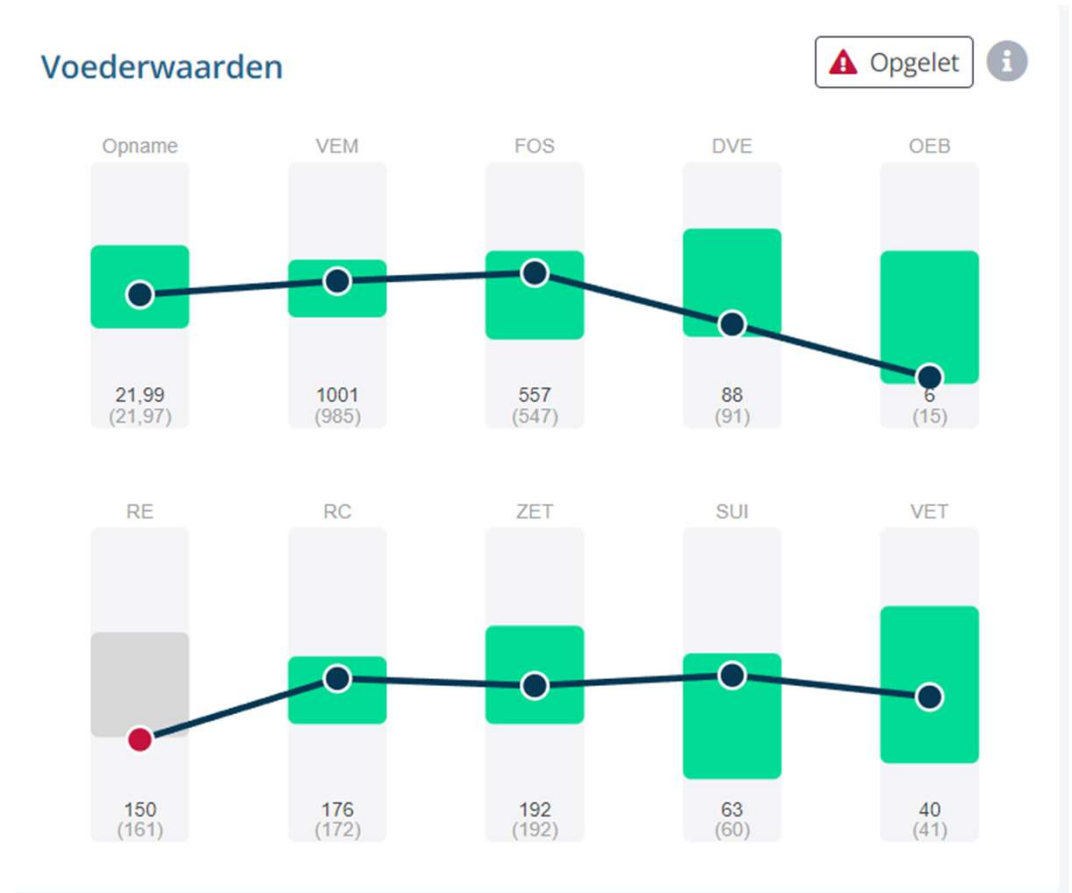 Voederwaarden
Opgelet
Opname VEM FOS DVE OEB
21,99 1001 557 88 6
(21,97) (985) (547) (91) (15)
RE RC ZET SUI VET
150 176 192 63 40
(161) (172) (192) (60) (41)